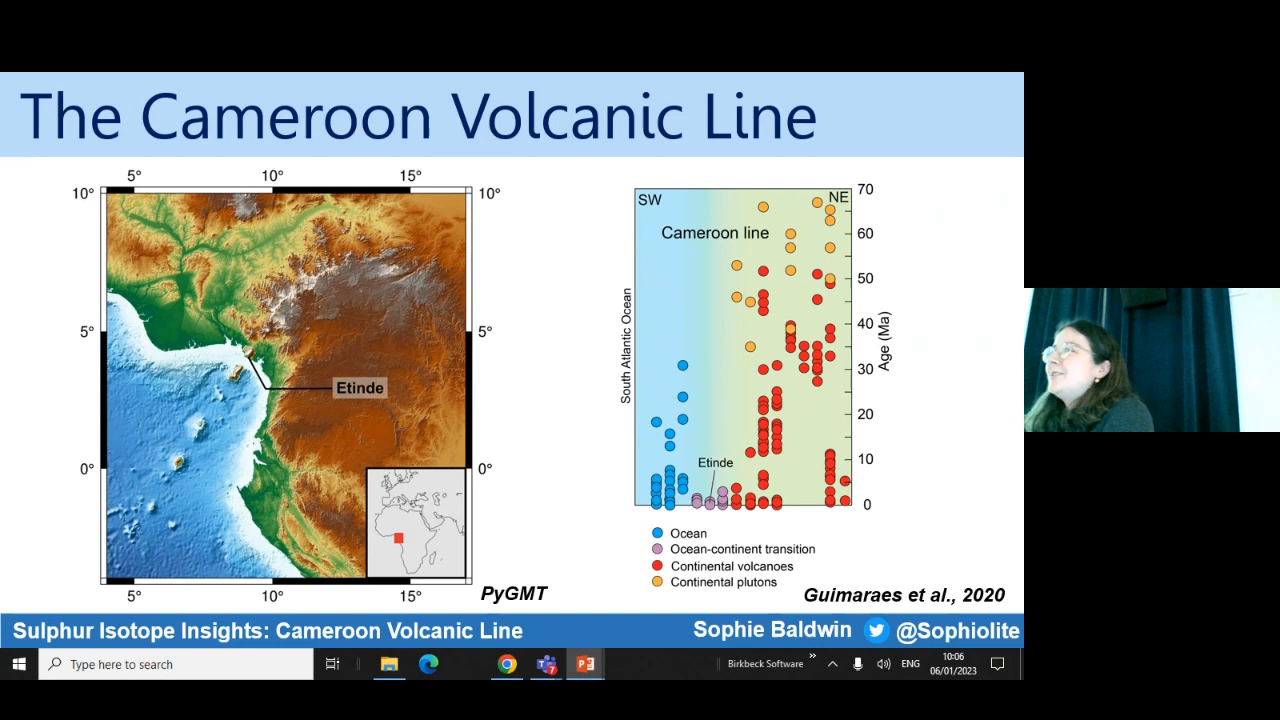 The Cameroon Volcanic Line
5° 10° 15°
10° 10°
5° 5°
Etinde
0° 0°
5° 10° 15°
PyGMT
SW NE
Cameroon line
South Atlantic Ocean
Etinde
70
60
50
40
30
20
10
0
Age (Ma)
Ocean
Ocean-continent transition
Continental volcanoes
Continental plutons
Guimaraes et al., 2020
Sulphur Isotope Insights: Cameroon Volcanic Line Sophie Baldwin @Sophiolite
Type here to search
7
Birkbeck Software
ENG
10:06
06/01/2023